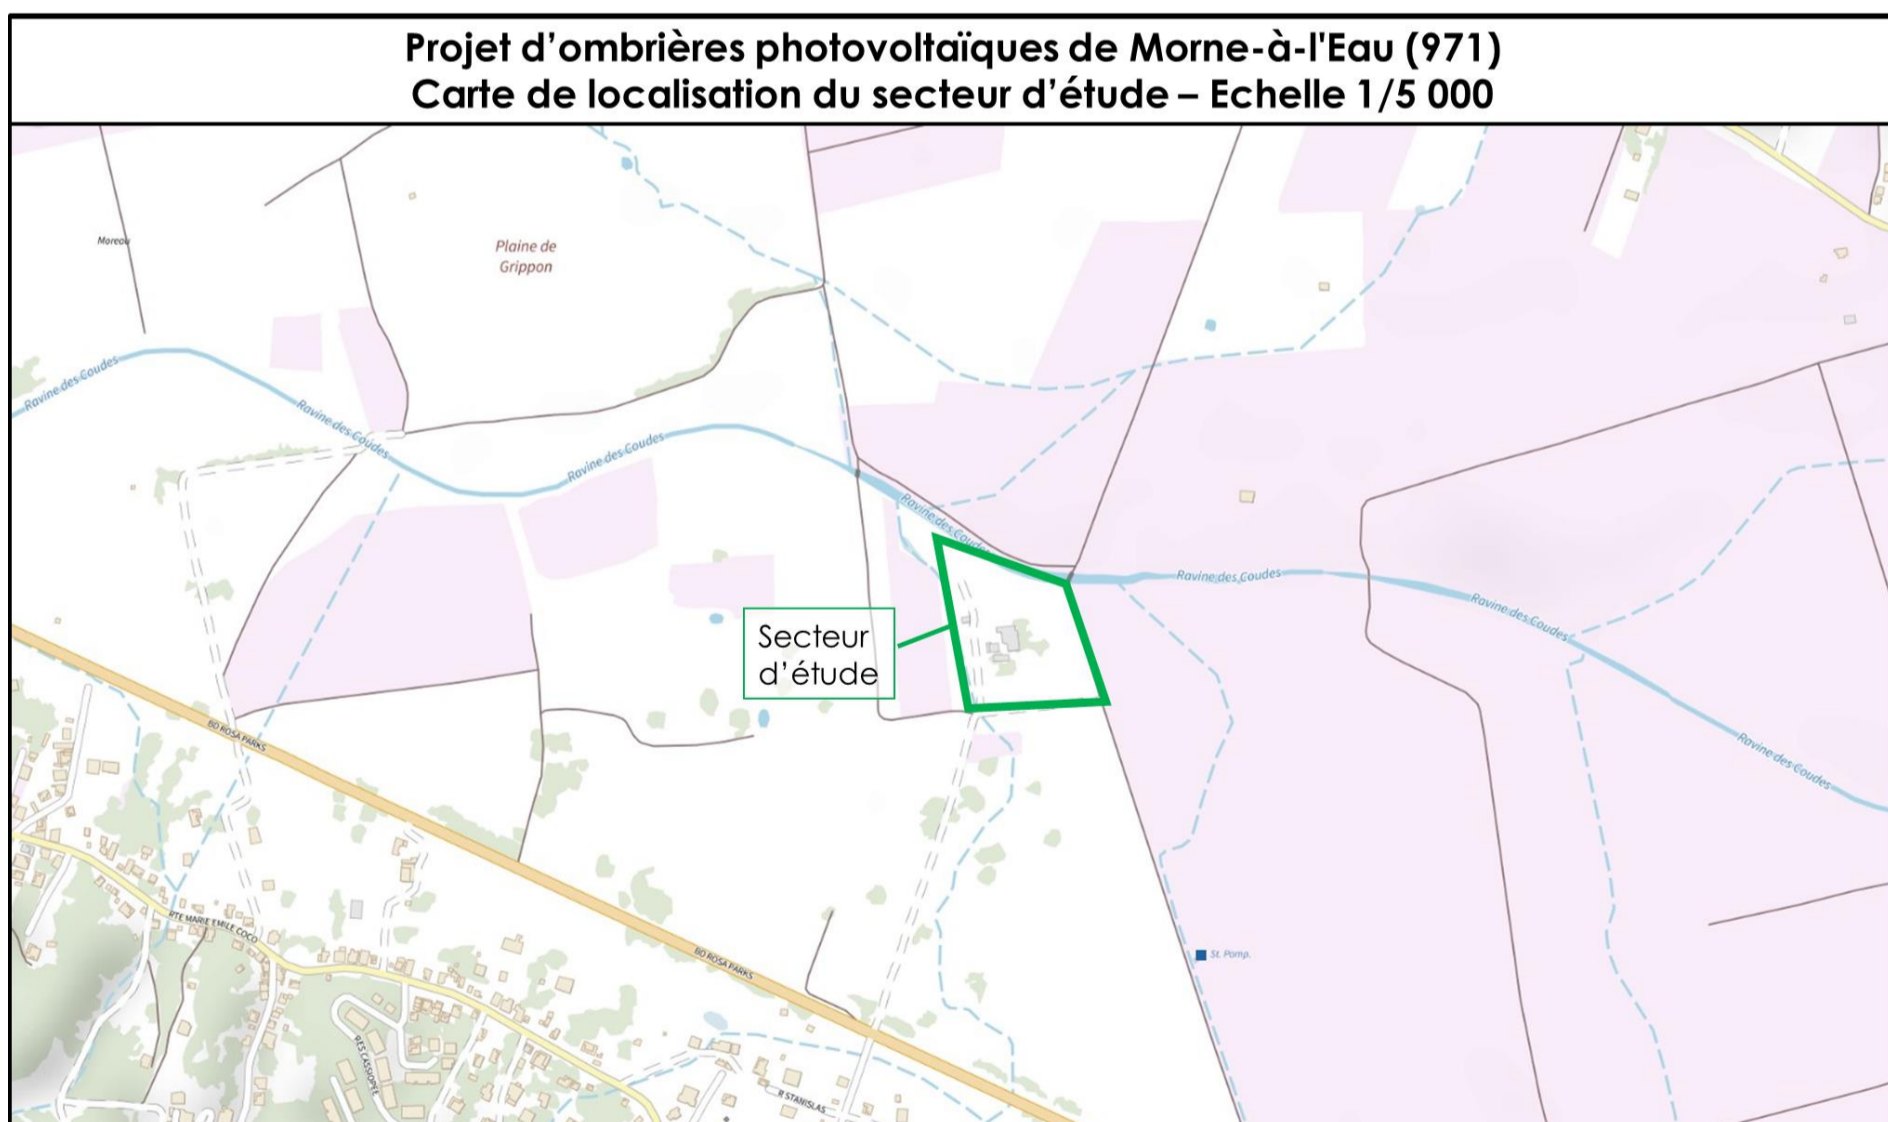 Projet d'ombrières photovoltaïques de Morne-à-l'Eau (971)
Carte de localisation du secteur d'étude – Echelle 1/5 000
Moreau
Plaine de
Grippon
Ravine des Coudes
Ravine des Coudes
Ravine des Coudes
Ravine des Coudes
Ravine des Coudes
Ravine des Coudes
Ravine des Coudes
Secteur
d'étude
BD ROSA PARKS
RTE MARIE EMILE COCO
BD ROSA PARKS
St. Pomp.
RES CASSIOPEE
R STANISLAS